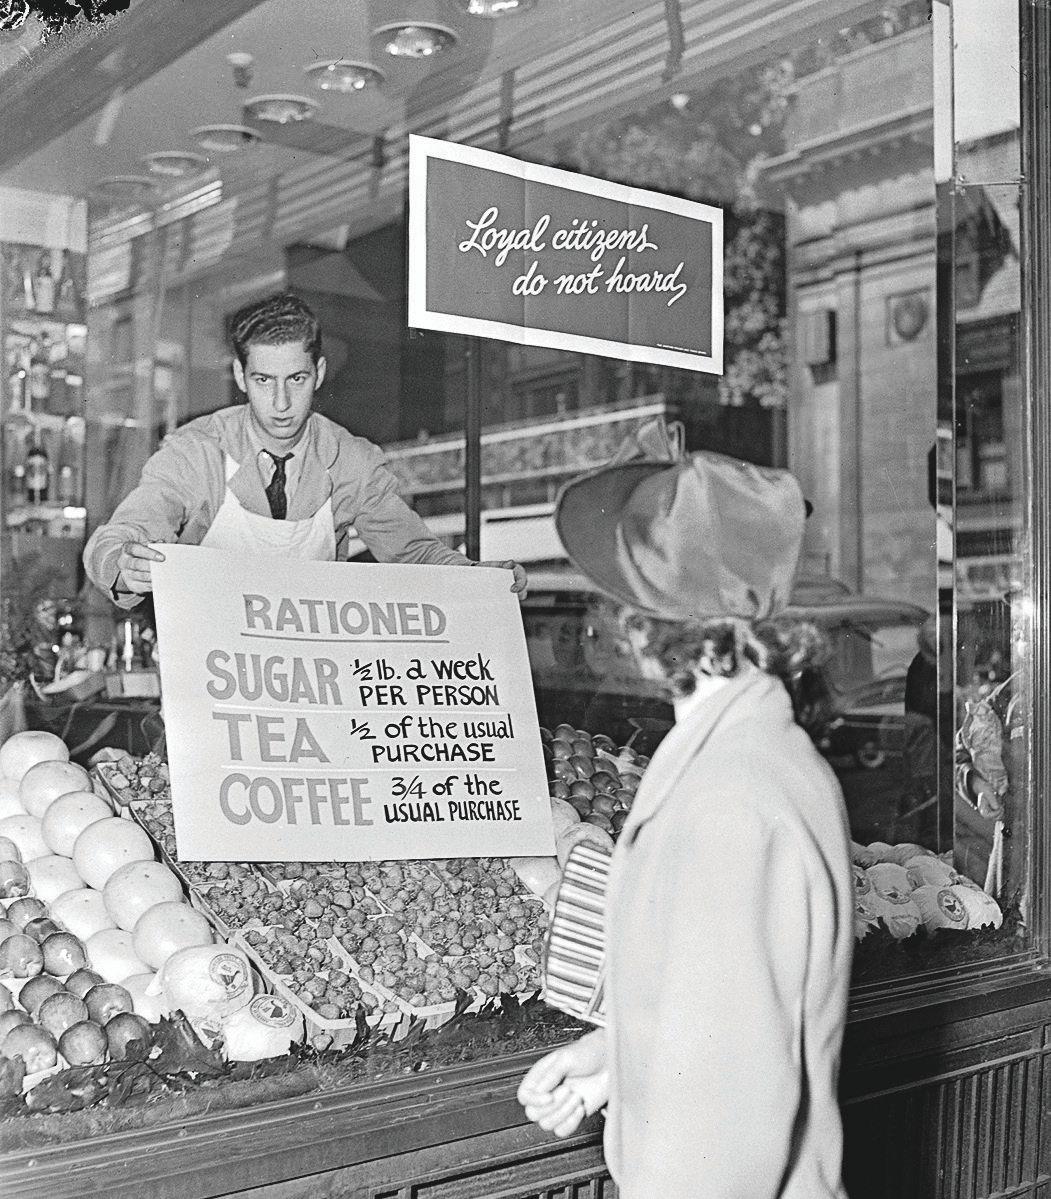 Loyal citizens
do not hoard
RATIONED
SUGAR ½ lb. a week
PER PERSON
TEA ½ of the usual
PURCHASE
COFFEE 3/4 of the
USUAL PURCHASE